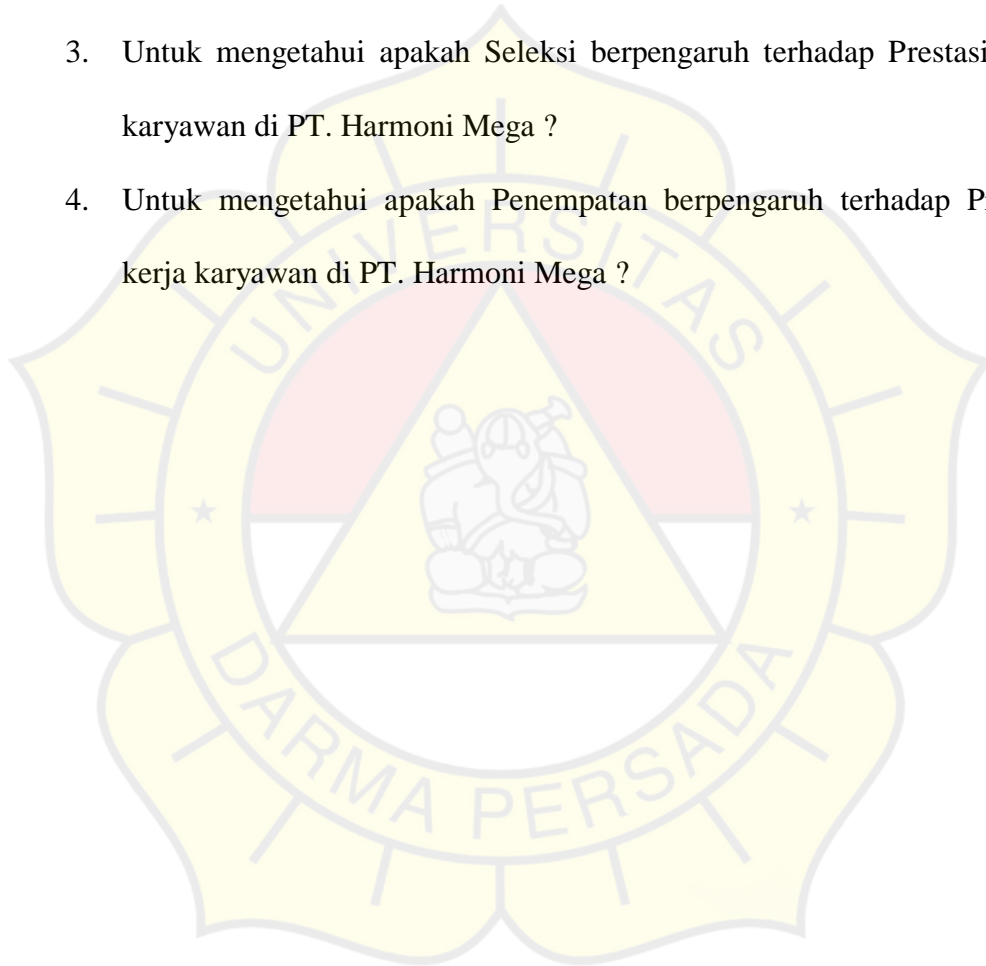 3. Untuk mengetahui apakah Seleksi berpengaruh terhadap Prestasi
karyawan di PT. Harmoni Mega ?
4. Untuk mengetahui apakah Penempatan berpengaruh terhadap
kerja karyawan di PT. Harmoni Mega ?
UNIVERSITAS
DARMA PERSADA